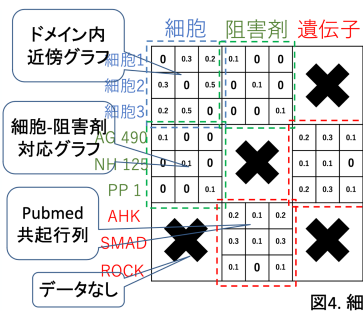 細胞 阻害剤 遺伝子
ドメイン内
近傍グラフ
細胞1 0 0.3 0.2 0.1 0 0
細胞2 0.3 0 0.5 0 1 0
細胞3 0.2 0.5 0 0 0 0.1
細胞-阻害剤
対応グラフ
AG 490 0.1 0 0 0.1 0.3 0.1
NH 125 0 0.1 0 0.2 0.1 0.3
PP 1 0 0 0.1 0.2 0.3 0.1
Pubmed
共起行列
AHK 0.2 0.1 0.2
SMAD 0.3 0.1 0.3
ROCK 0.1 0 0.1
データなし
図4. 細